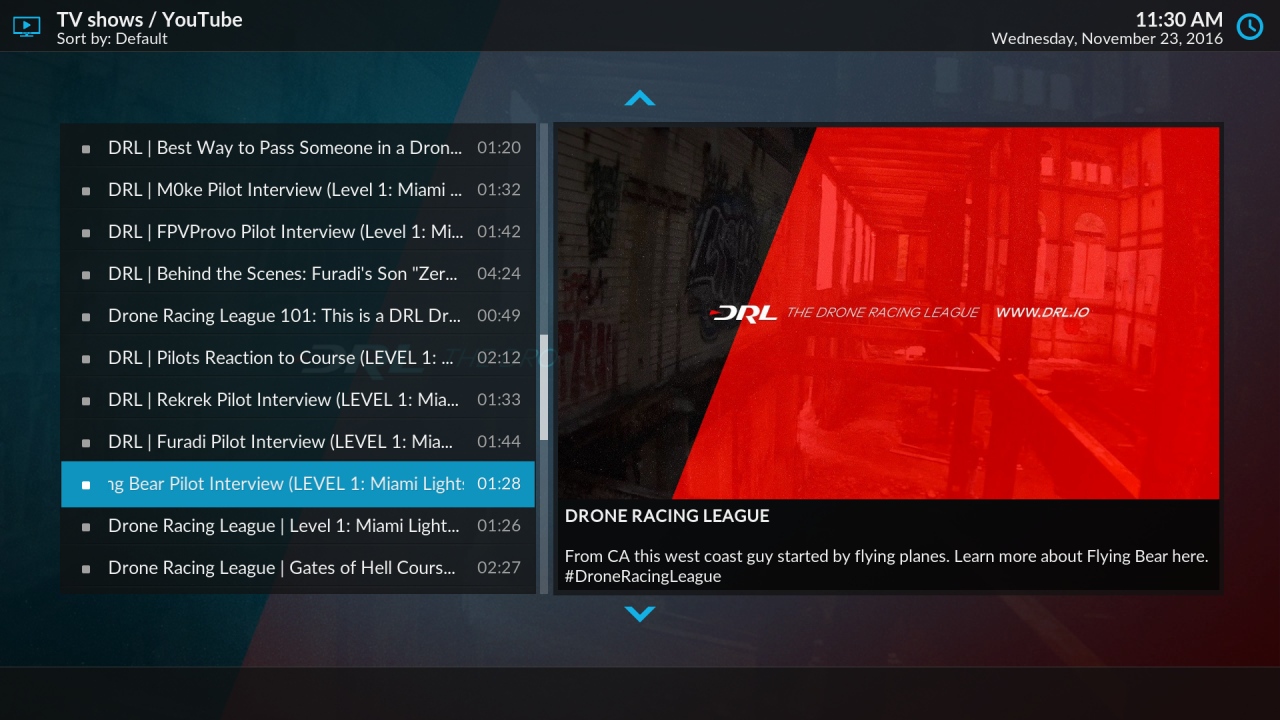 TV shows / YouTube
Sort by: Default
11:30 AM
Wednesday, November 23, 2016
DRL | Best Way to Pass Someone in a Dron... 01:20
DRL | M0ke Pilot Interview (Level 1: Miami ... 01:32
DRL | FPVProvo Pilot Interview (Level 1: Mi... 01:42
DRL | Behind the Scenes: Furadi's Son "Zer... 04:24
Drone Racing League 101: This is a DRL Dr... 00:49
DRL | Pilots Reaction to Course (LEVEL 1: ... 02:12
DRL | Rekrek Pilot Interview (LEVEL 1: Mia... 01:33
DRL | Furadi Pilot Interview (LEVEL 1: Mia... 01:44
ng Bear Pilot Interview (LEVEL 1: Miami Lights 01:28
Drone Racing League | Level 1: Miami Light... 01:26
Drone Racing League | Gates of Hell Cours... 02:27
DRL THE DRONE RACING LEAGUE WWW.DRL.IO
DRONE RACING LEAGUE
From CA this west coast guy started by flying planes. Learn more about Flying Bear here.
#DroneRacingLeague